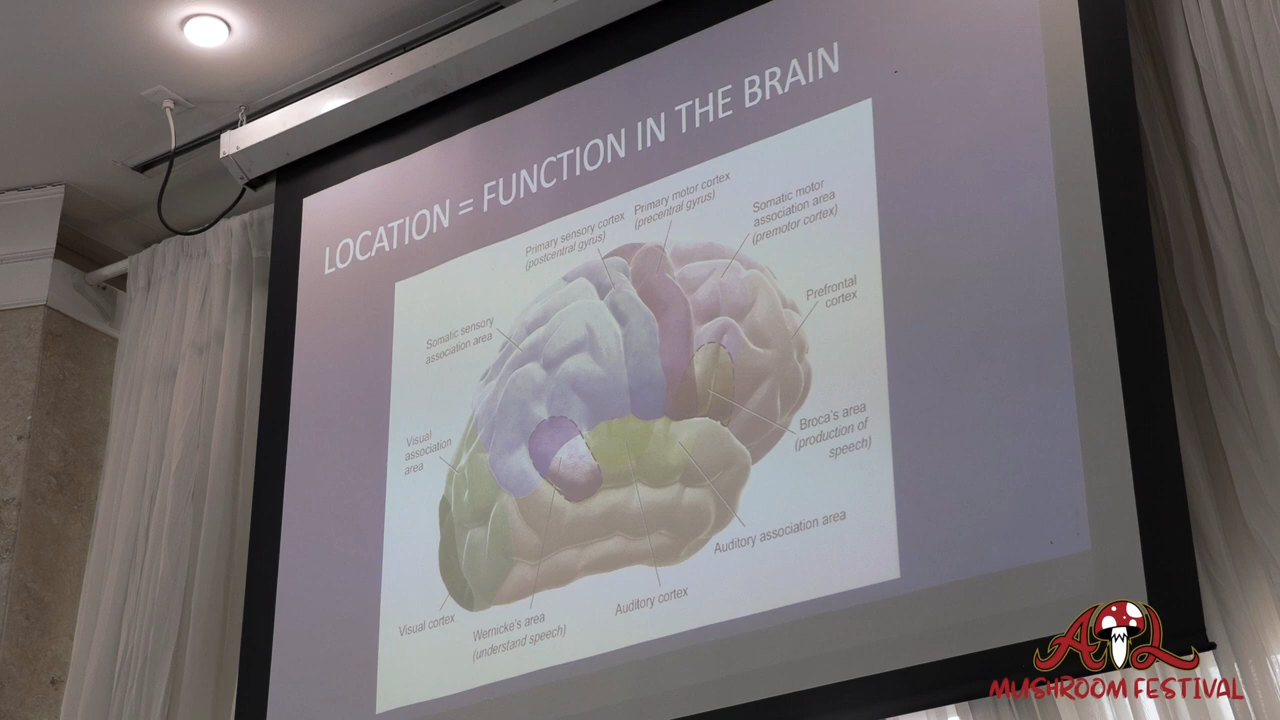 LOCATION = FUNCTION IN THE BRAIN
Primary sensory cortex
(postcentral gyrus)
Primary motor cortex
(precentral gyrus)
Somatic motor
association area
(premotor cortex)
Prefrontal
cortex
Somatic sensory
association area
Visual
association
area
Broca's area
(production of
speech)
Auditory association area
Auditory cortex
Visual cortex
Wernicke's area
(understand speech)
ATL
MUSHROOM FESTIVAL